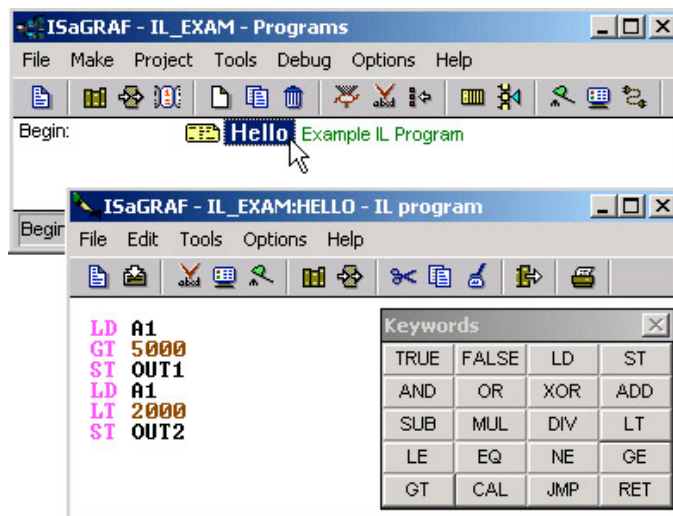 ISaGRAF - IL_EXAM - Programs
File Make Project Tools Debug Options Help
Begin: Hello Example IL Program
Begin
ISaGRAF - IL_EXAM:HELLO - IL program
File Edit Tools Options Help
LD A1
GT 5000
ST OUT1
LD A1
LT 2000
ST OUT2
Keywords
TRUE FALSE LD ST
AND OR XOR ADD
SUB MUL DIV LT
LE EQ NE GE
GT CAL JMP RET